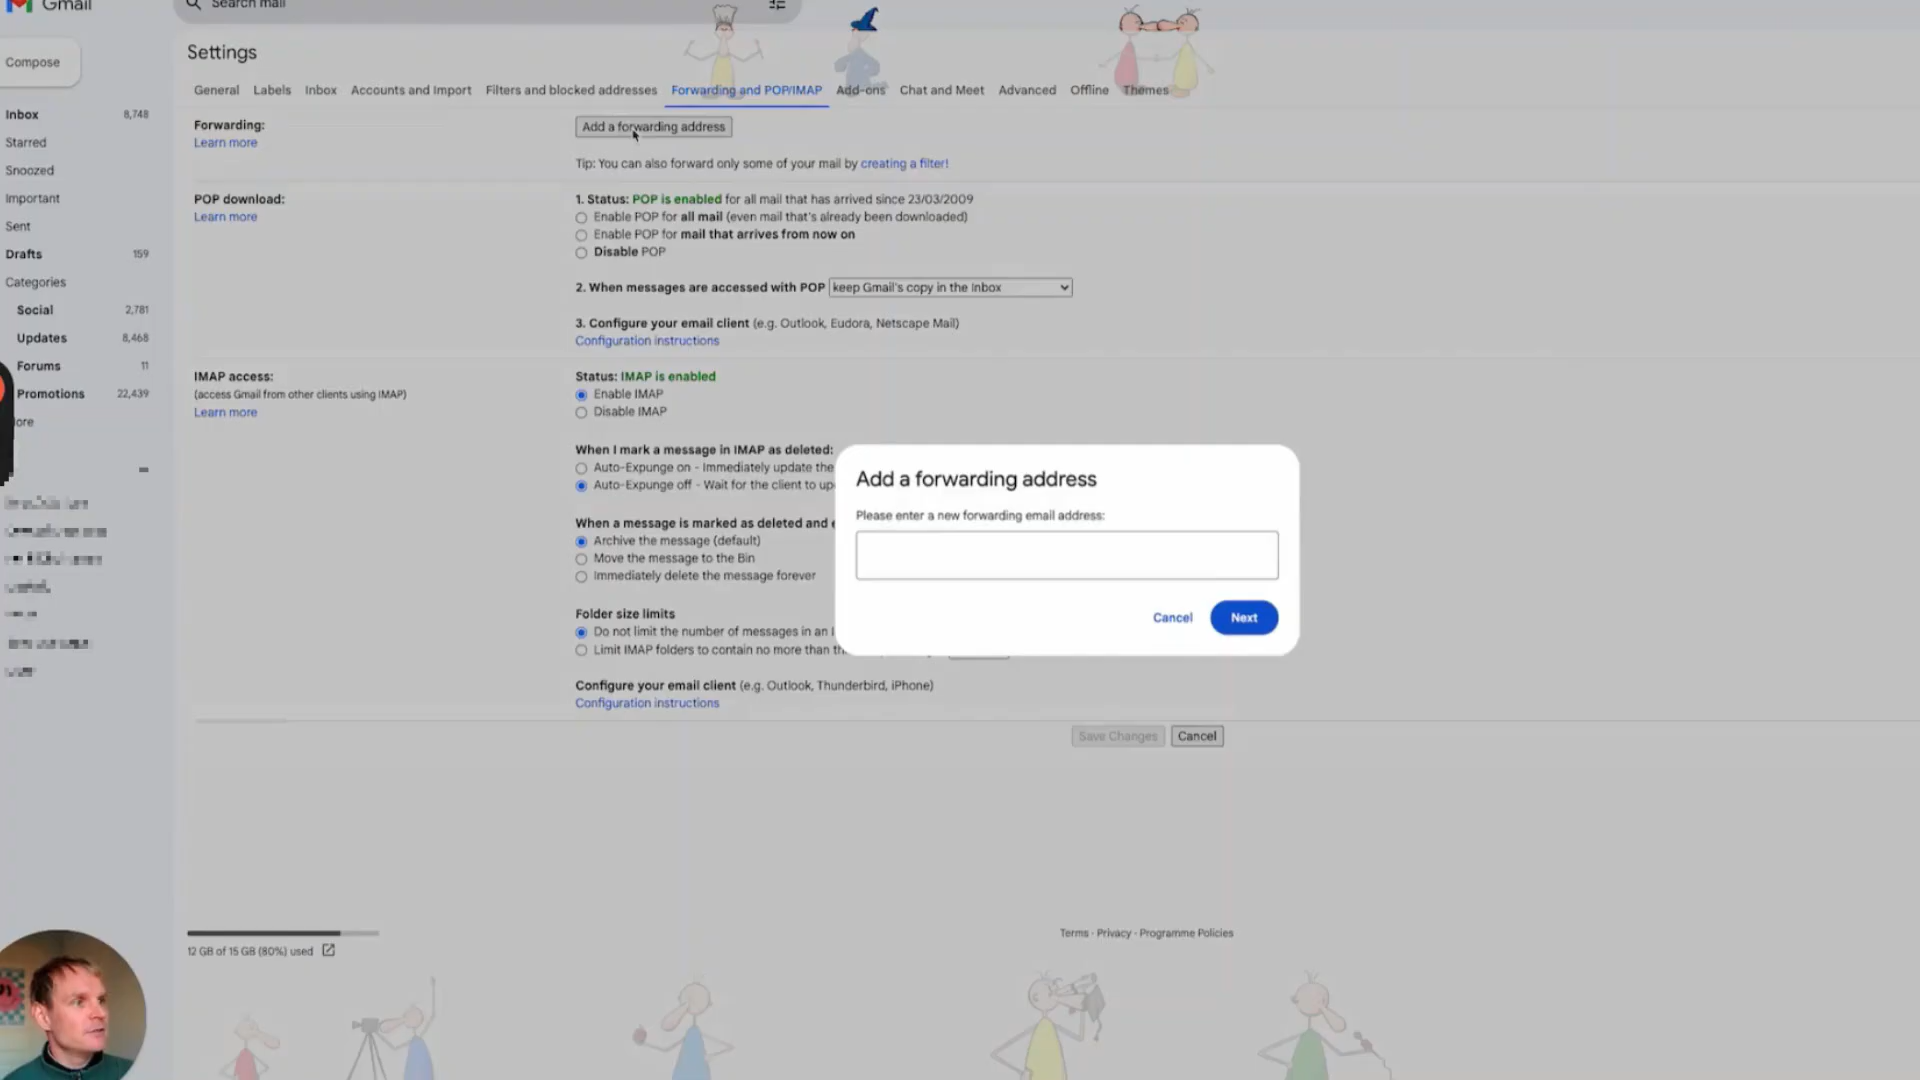 Gmail
Search mail
Compose
Settings
General Labels Inbox Accounts and Import Filters and blocked addresses Forwarding and POP/IMAP Add-ons Chat and Meet Advanced Offline Themes
Inbox 8,748
Starred
Snoozed
Important
Sent
Drafts 159
Categories
Social 2,781
Updates 8,468
Forums 11
Promotions 22,439
ore
Forwarding:
Learn more
Add a forwarding address
Tip: You can also forward only some of your mail by creating a filter!
POP download:
Learn more
1. Status: POP is enabled for all mail that has arrived since 23/03/2009
Enable POP for all mail (even mail that's already been downloaded)
Enable POP for mail that arrives from now on
Disable POP
2. When messages are accessed with POP keep Gmail's copy in the Inbox
3. Configure your email client (e.g. Outlook, Eudora, Netscape Mail)
Configuration instructions
IMAP access:
(access Gmail from other clients using IMAP)
Learn more
Status: IMAP is enabled
Enable IMAP
Disable IMAP
When I mark a message in IMAP as deleted:
Auto-Expunge on - Immediately update the
Auto-Expunge off - Wait for the client to up
When a message is marked as deleted and e
Archive the message (default)
Move the message to the Bin
Immediately delete the message forever
Folder size limits
Do not limit the number of messages in an I
Limit IMAP folders to contain no more than th
Configure your email client (e.g. Outlook, Thunderbird, iPhone)
Configuration instructions
Add a forwarding address
Please enter a new forwarding email address:
Cancel Next
Save Changes Cancel
12 GB of 15 GB (80%) used
Terms · Privacy · Programme Policies